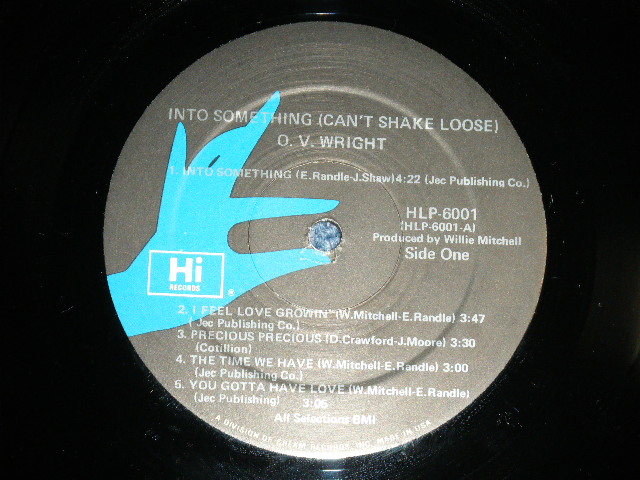 INTO SOMETHING (CAN'T SHAKE LOOSE)
O. V. WRIGHT
1. INTO SOMETHING (E.Randle-J.Shaw)4:22 (Jec Publishing Co.)
HLP-6001
(HLP-6001-A)
Produced by Willie Mitchell
Side One
Hi
RECORDS
®
2. I FEEL LOVE GROWIN' (W.Mitchell-E.Randle) 3:47
(Jec Publishing Co.)
3. PRECIOUS PRECIOUS (D.Crawford-J.Moore) 3:30
(Cotillion)
4. THE TIME WE HAVE (W.Mitchell-E.Randle) 3:00
(Jec Publishing Co.)
5. YOU GOTTA HAVE LOVE (W.Mitchell-E.Randle)
(Jec Publishing) 3:05
All Selections BMI
A DIVISION OF CREAM RECORDS, INC. MADE IN USA